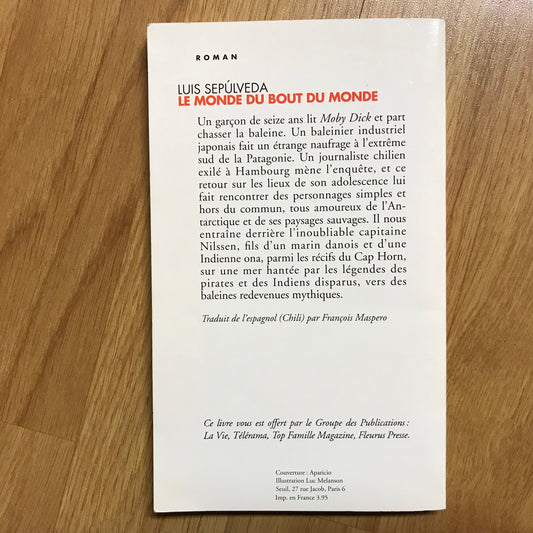 ROMAN
LUIS SEPÚLVEDA
LE MONDE DU BOUT DU MONDE
Un garçon de seize ans lit Moby Dick et part
chasser la baleine. Un baleinier industriel
japonais fait un étrange naufrage à l'extrême
sud de la Patagonie. Un journaliste chilien
exilé à Hambourg mène l'enquête, et ce
retour sur les lieux de son adolescence lui
fait rencontrer des personnages simples et
hors du commun, tous amoureux de l'An-
tarctique et de ses paysages sauvages. Il nous
entraîne derrière l'inoubliable capitaine
Nilssen, fils d'un marin danois et d'une
Indienne ona, parmi les récifs du Cap Horn,
sur une mer hantée par les légendes des
pirates et des Indiens disparus, vers des
baleines redevenues mythiques.
Traduit de l'espagnol (Chili) par François Maspero
Ce livre vous est offert par le Groupe des Publications :
La Vie, Télérama, Top Famille Magazine, Fleurus Presse.
Couverture : Aparicio
Illustration Luc Melanson
Seuil, 27 rue Jacob, Paris 6
Imp. en France 3.95